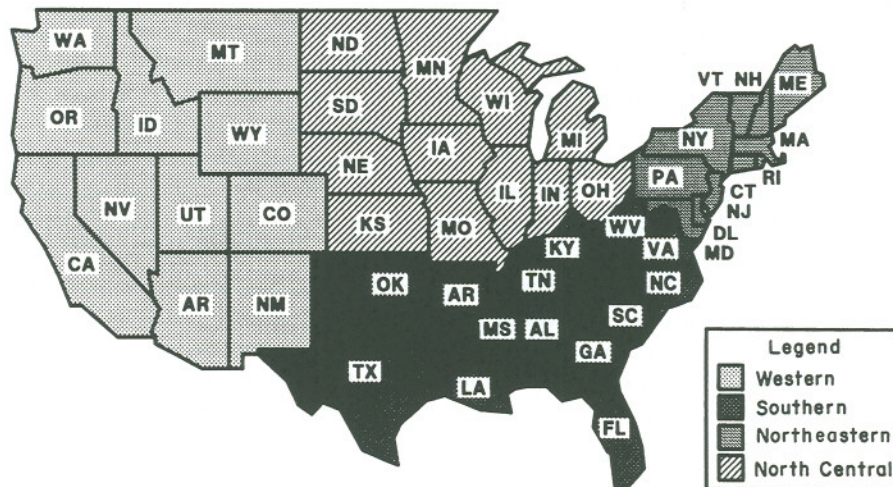 WA
MT
ND
MN
VT NH
ME
OR
ID
SD
WI
WY
MI
NY
MA
IA
NE
RI
PA
NV
UT
CO
IL
IN
OH
CT
KS
MO
NJ
WV
DL
KY
VA
MD
CA
OK
AR
TN
NC
AR
NM
SC
MS
AL
GA
TX
LA
FL
Legend
Western
Southern
Northeastern
North Central